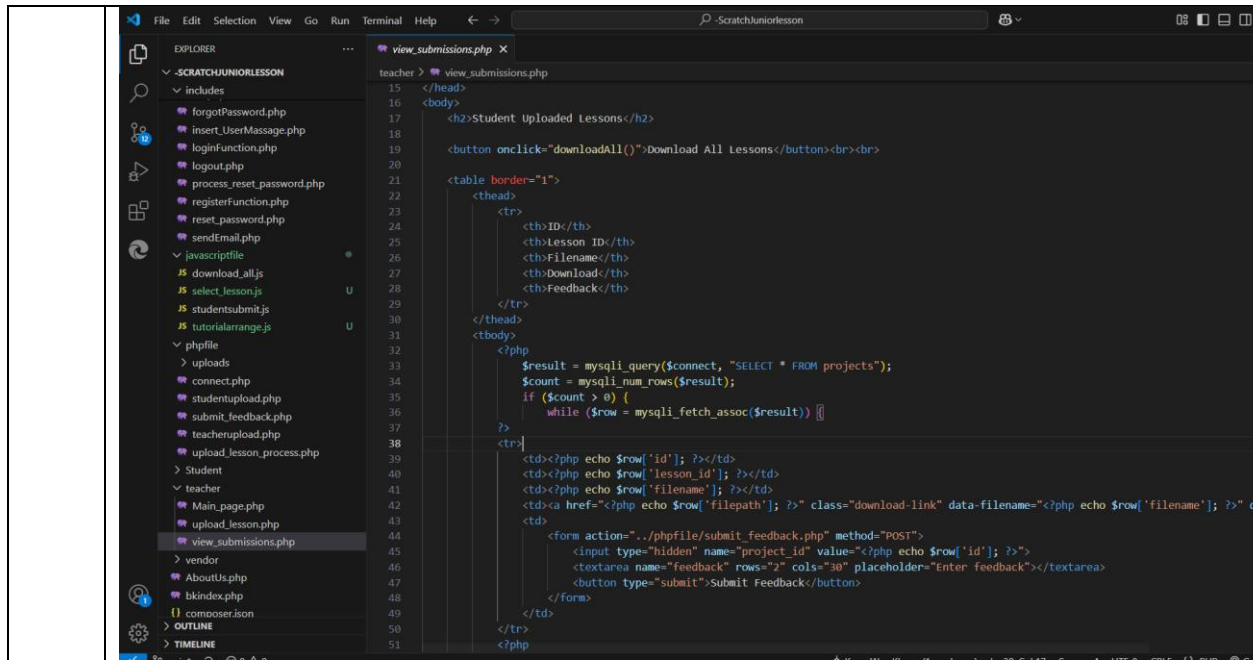 File Edit Selection View Go Run Terminal Help
-ScratchJuniorlesson
EXPLORER
-SCRATCHJUNIORLESSON
includes
forgotPassword.php
insert_UserMassage.php
loginFunction.php
logout.php
process_reset_password.php
registerFunction.php
reset_password.php
sendEmail.php
javascriptfile
JS download_all.js
JS select_lesson.js U
JS studentsubmit.js
JS tutorialarrange.js U
phpfile
uploads
connect.php
studentupload.php
submit_feedback.php
teacherupload.php
upload_lesson_process.php
Student
teacher
Main_page.php
upload_lesson.php
view_submissions.php
vendor
AboutUs.php
bkindex.php
{} composer.json
OUTLINE
TIMELINE
12
1
view_submissions.php
teacher > view_submissions.php
15 </head>
16 <body>
17 <h2>Student Uploaded Lessons</h2>
18
19 <button onclick="downloadAll()">Download All Lessons</button><br><br>
20
21 <table border="1">
22 <thead>
23 <tr>
24 <th>ID</th>
25 <th>Lesson ID</th>
26 <th>Filename</th>
27 <th>Download</th>
28 <th>Feedback</th>
29 </tr>
30 </thead>
31 <tbody>
32 <?php
33 $result = mysqli_query($connect, "SELECT * FROM projects");
34 $count = mysqli_num_rows($result);
35 if ($count > 0) {
36 while ($row = mysqli_fetch_assoc($result)) {
37 ?>
38 <tr>
39 <td><?php echo $row['id']; ?></td>
40 <td><?php echo $row['lesson_id']; ?></td>
41 <td><?php echo $row['filename']; ?></td>
42 <td><a href="<?php echo $row['filepath']; ?>" class="download-link" data-filename="<?php echo $row['filename']; ?>"
43 <td>
44 <form action="../phpfile/submit_feedback.php" method="POST">
45 <input type="hidden" name="project_id" value="<?php echo $row['id']; ?>">
46 <textarea name="feedback" rows="2" cols="30" placeholder="Enter feedback"></textarea>
47 <button type="submit">Submit Feedback</button>
48 </form>
49 </td>
50 </tr>
51 <?php